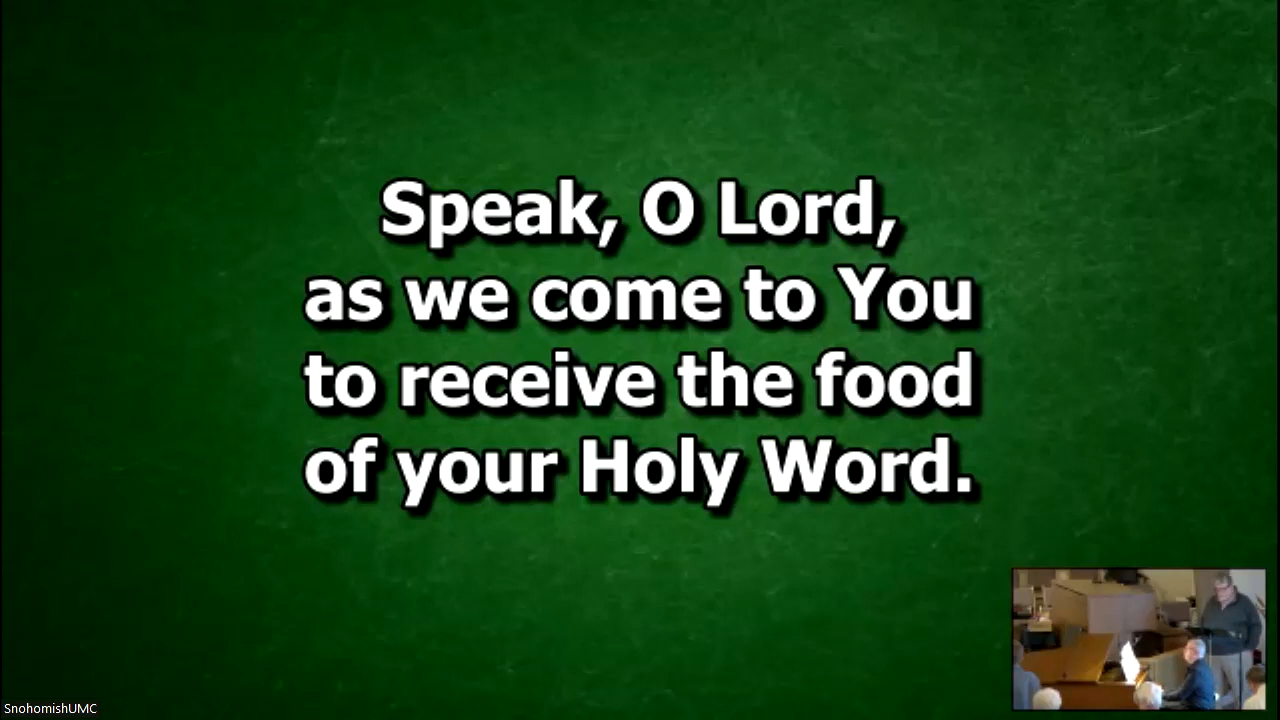 Speak, O Lord,
as we come to You
to receive the food
of your Holy Word.
SnohomishUMC